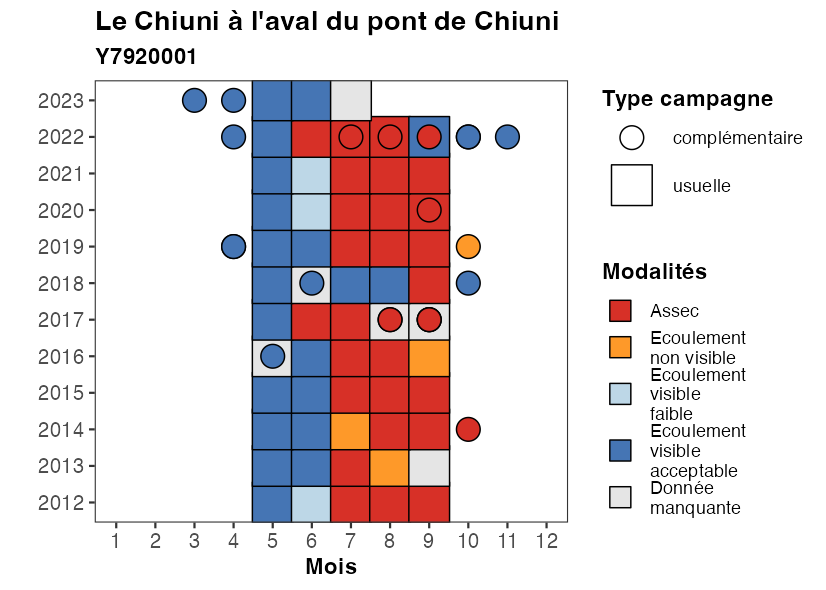 Le Chiuni à l'aval du pont de Chiuni
Y7920001
2023
2022
2021
2020
2019
2018
2017
2016
2015
2014
2013
2012
1 2 3 4 5 6 7 8 9 10 11 12
Mois
Type campagne
complémentaire
usuelle
Modalités
Assec
Ecoulement
non visible
Ecoulement
visible
faible
Ecoulement
visible
acceptable
Donnée
manquante